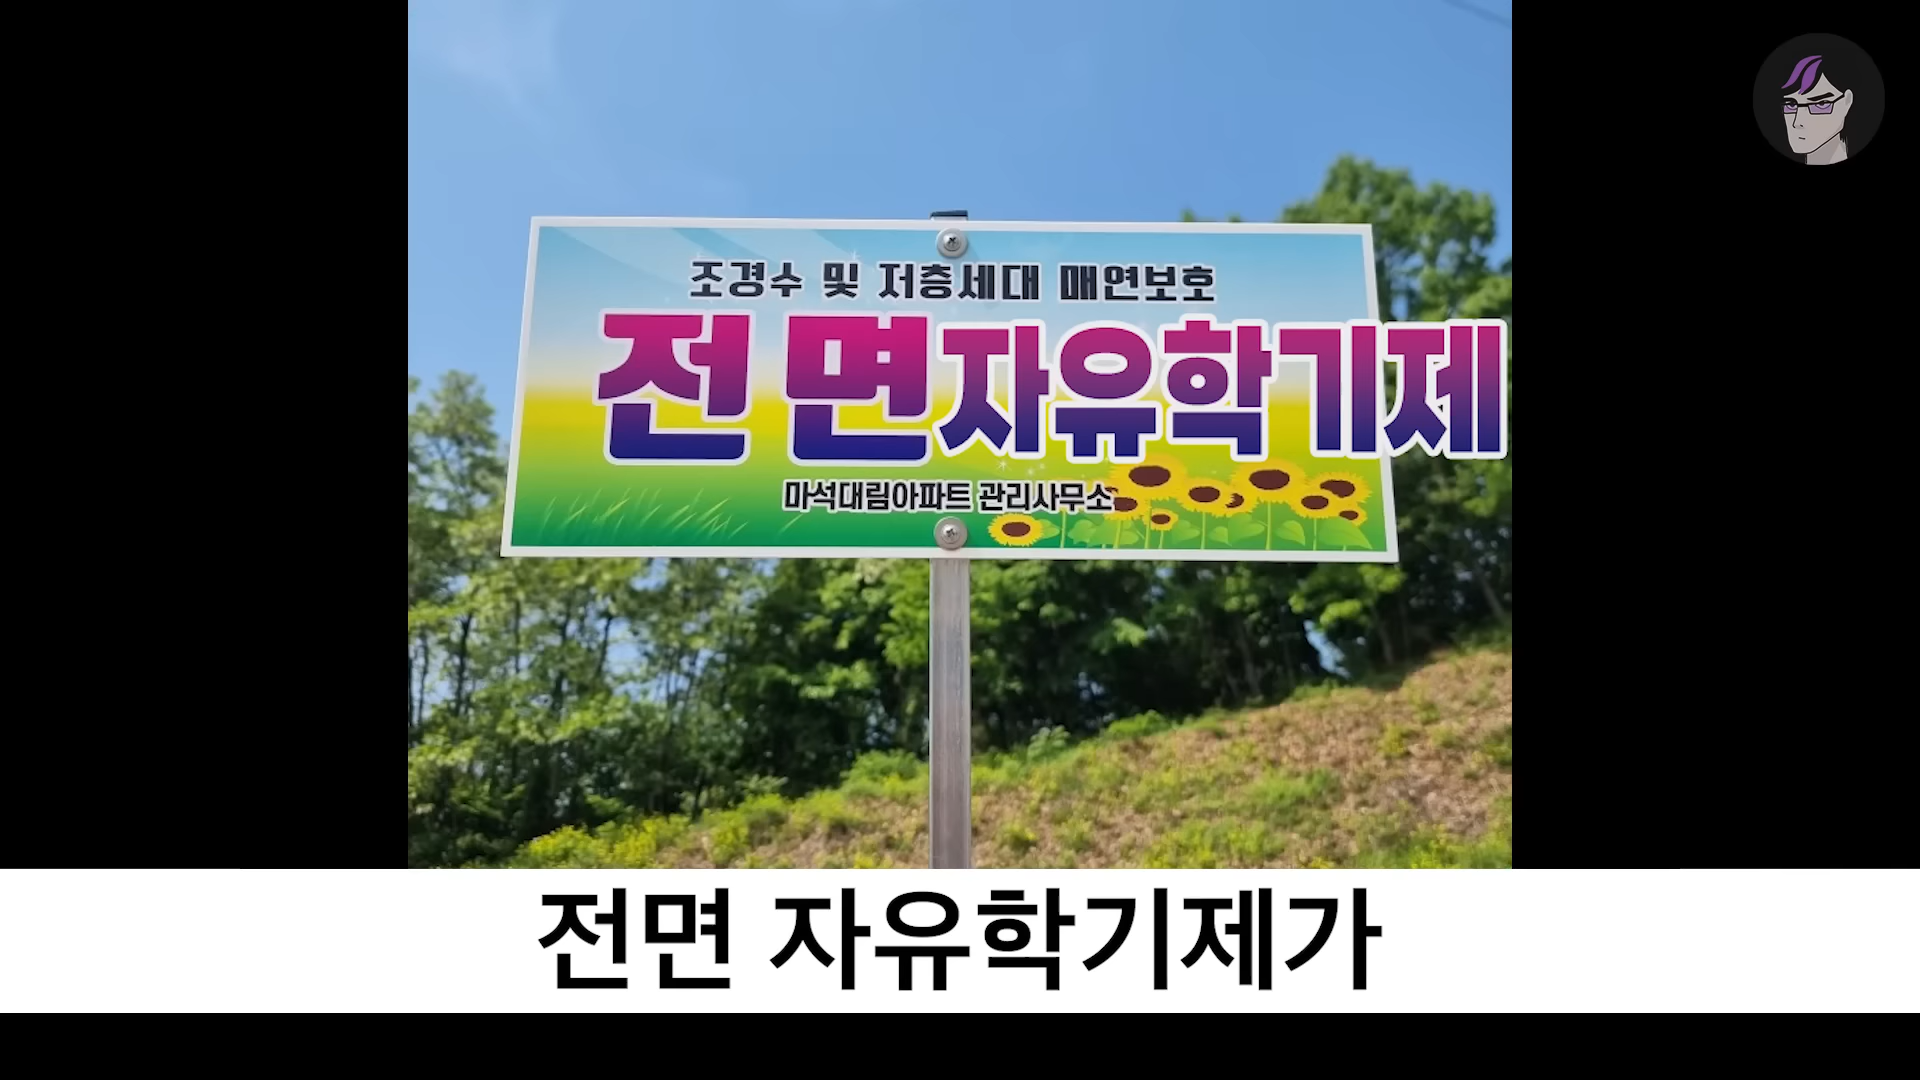 조경수 및 저층세대 매연보호
전면자유학기제
마석대림아파트 관리사무소
전면 자유학기제가